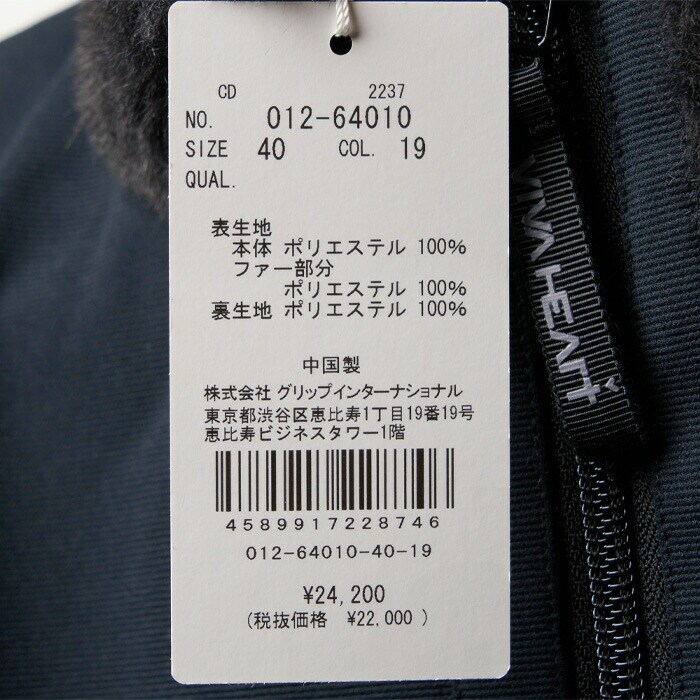 CD 2237
NO. 012-64010
SIZE 40 COL. 19
QUAL.
表生地
本体 ポリエステル 100%
ファー部分
ポリエステル 100%
裏生地 ポリエステル 100%
中国製
株式会社 グリップインターナショナル
東京都渋谷区恵比寿1丁目19番19号
恵比寿ビジネスタワー1階
4589917228746
012-64010-40-19
¥24,200
(税抜価格 ¥22,000 )
VIVA HEART